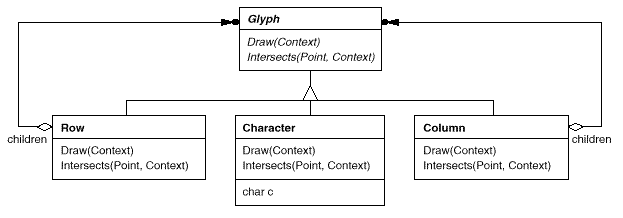 Glyph
Draw(Context)
Intersects(Point, Context)
children
Row
Draw(Context)
Intersects(Point, Context)
Character
Draw(Context)
Intersects(Point, Context)
char c
Column
Draw(Context)
Intersects(Point, Context)
children